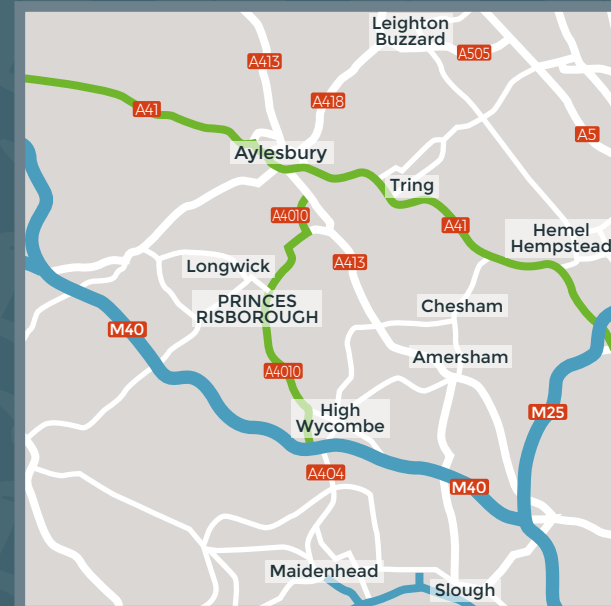 Leighton
Buzzard
A505
A413
A418
A41
A5
Aylesbury
Tring
A4010
A41
Hemel
Hempstead
A413
Longwick
PRINCES
RISBOROUGH
Chesham
M40
Amersham
A4010
High
Wycombe
M25
A404
M40
Maidenhead
Slough